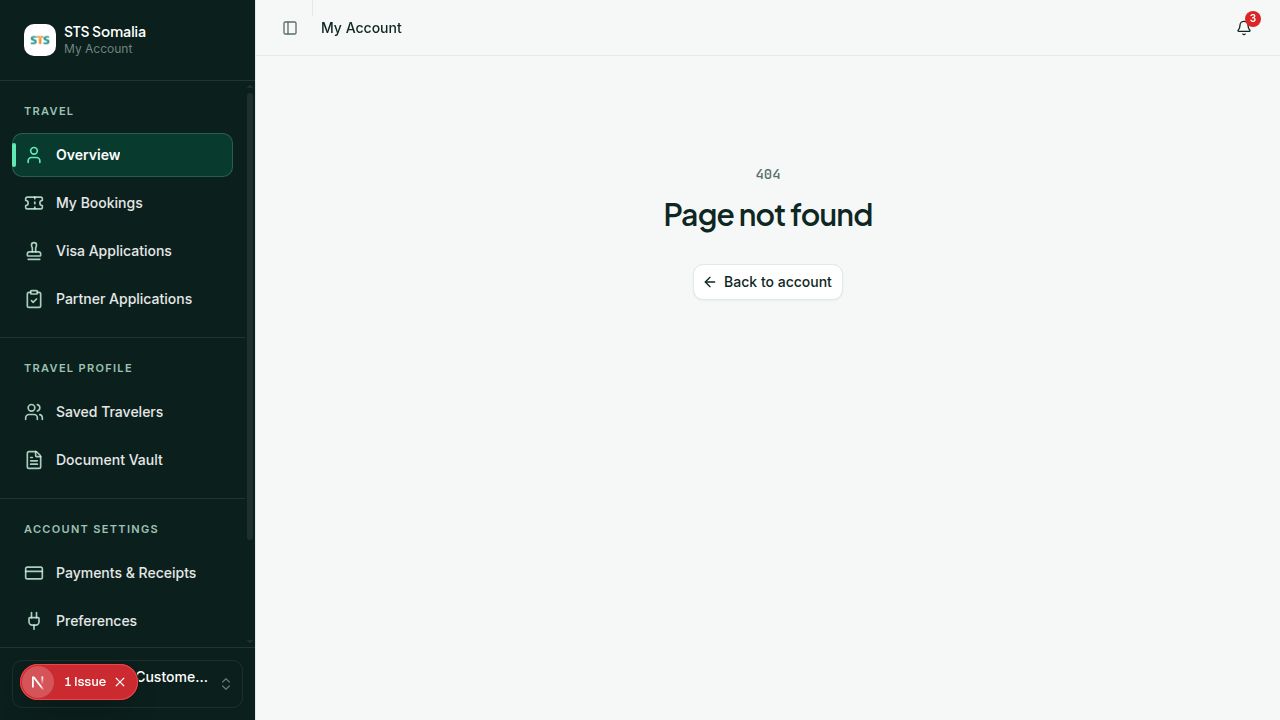 STS
STS Somalia
My Account
My Account
3
TRAVEL
Overview
My Bookings
Visa Applications
Partner Applications
TRAVEL PROFILE
Saved Travelers
Document Vault
ACCOUNT SETTINGS
Payments & Receipts
Preferences
N
1 Issue
Custome...
404
Page not found
Back to account